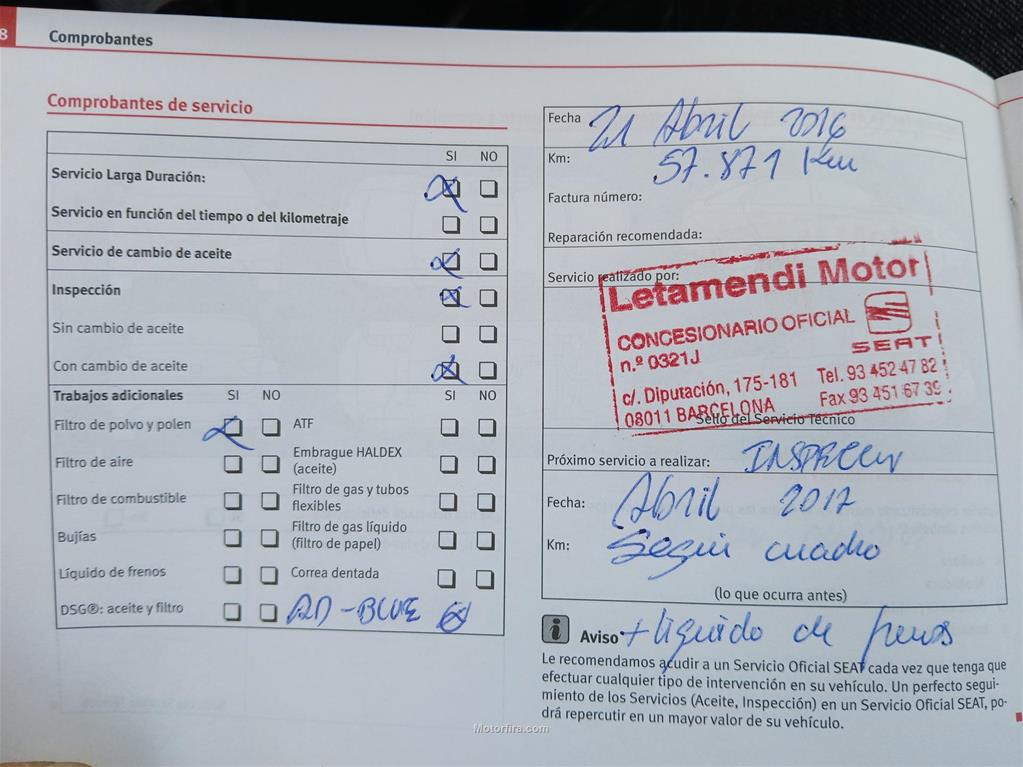 8 Comprobantes
Comprobantes de servicio
SI NO
Servicio Larga Duración:
Servicio en función del tiempo o del kilometraje
Servicio de cambio de aceite
Inspección
Sin cambio de aceite
Con cambio de aceite
Trabajos adicionales SI NO SI NO
Filtro de polvo y polen ATF
Filtro de aire Embrague HALDEX
(aceite)
Filtro de combustible Filtro de gas y tubos
flexibles
Bujías Filtro de gas líquido
(filtro de papel)
Líquido de frenos Correa dentada
DSG®: aceite y filtro AD-BLUE
Fecha 21 Abril 2016
Km: 57.871 Km
Factura número:
Reparación recomendada:
Servicio realizado por:
Letamendi Motor
CONCESIONARIO OFICIAL
n.º 0321J SEAT
c/. Diputación, 175-181 Tel. 93 452 47 82
08011 BARCELONA Fax 93 451 67 39
Sello del Servicio Técnico
Próximo servicio a realizar: INSPECCIÓN
Fecha: Abril 2017
Km: Según cuadro
(lo que ocurra antes)
i Aviso + liquido de frenos
Le recomendamos acudir a un Servicio Oficial SEAT cada vez que tenga que
efectuar cualquier tipo de intervención en su vehículo. Un perfecto segui-
miento de los Servicios (Aceite, Inspección) en un Servicio Oficial SEAT, po-
drá repercutir en un mayor valor de su vehículo.
Motorfira.com